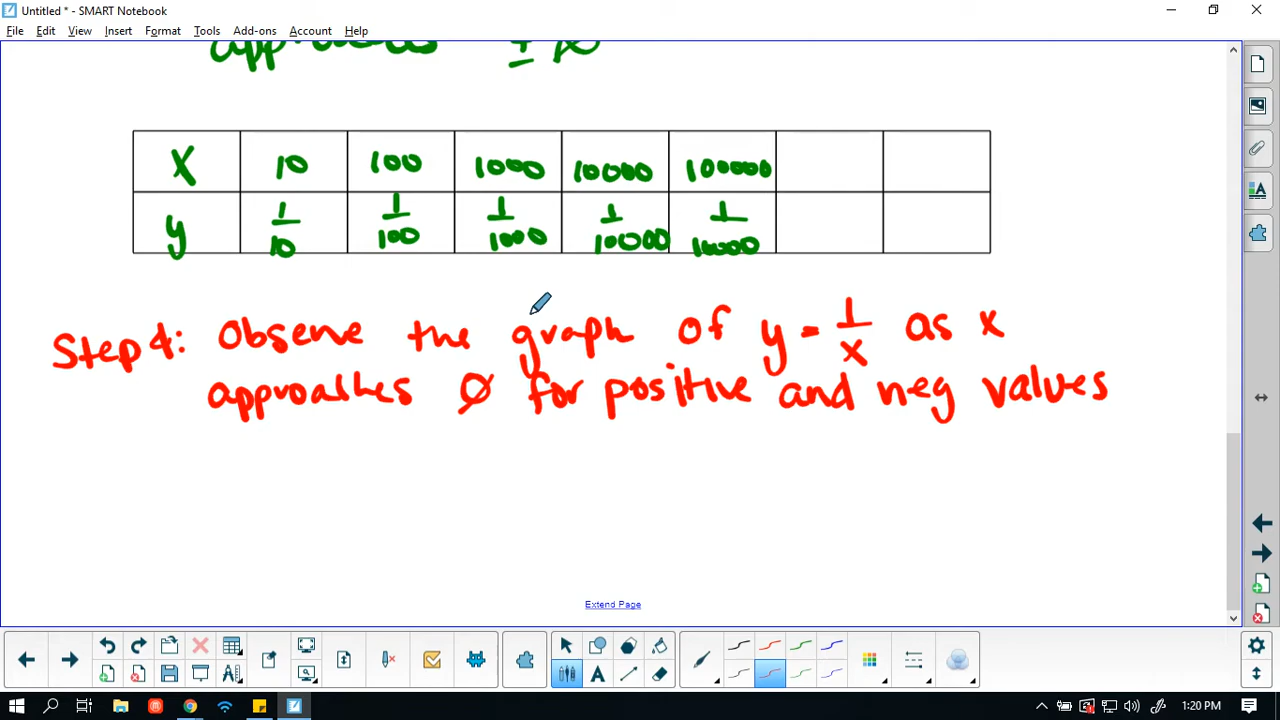 Untitled * - SMART Notebook
File Edit View Insert Format Tools Add-ons Account Help
approaches ± ∞
x 10 100 1000 10000 100000
y 1/10 1/100 1/1000 1/10000 1/10000
Step 4: Observe the graph of y = 1/x as x
approaches 0 for positive and neg values
Extend Page
1:20 PM